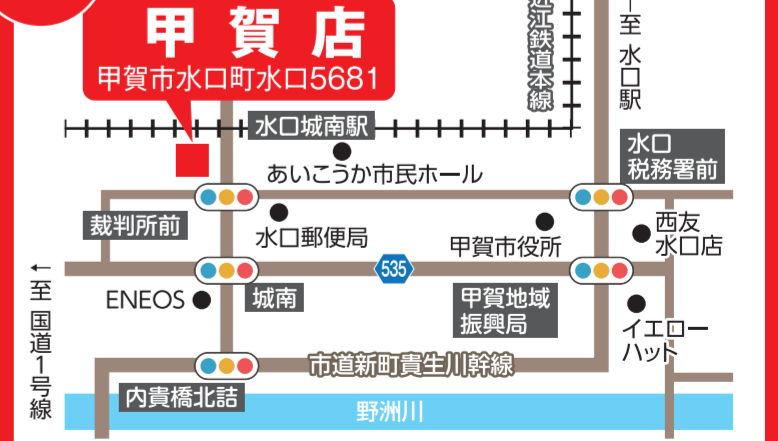 甲賀店
甲賀市水口町水口5681
近江鉄道本線
至 水口駅
水口城南駅
あいこうか市民ホール
水口
税務署前
裁判所前
水口郵便局
甲賀市役所
西友
水口店
535
←至 国道1号線
ENEOS
城南
甲賀地域
振興局
イエロー
ハット
市道新町貴生川幹線
内貴橋北詰
野洲川